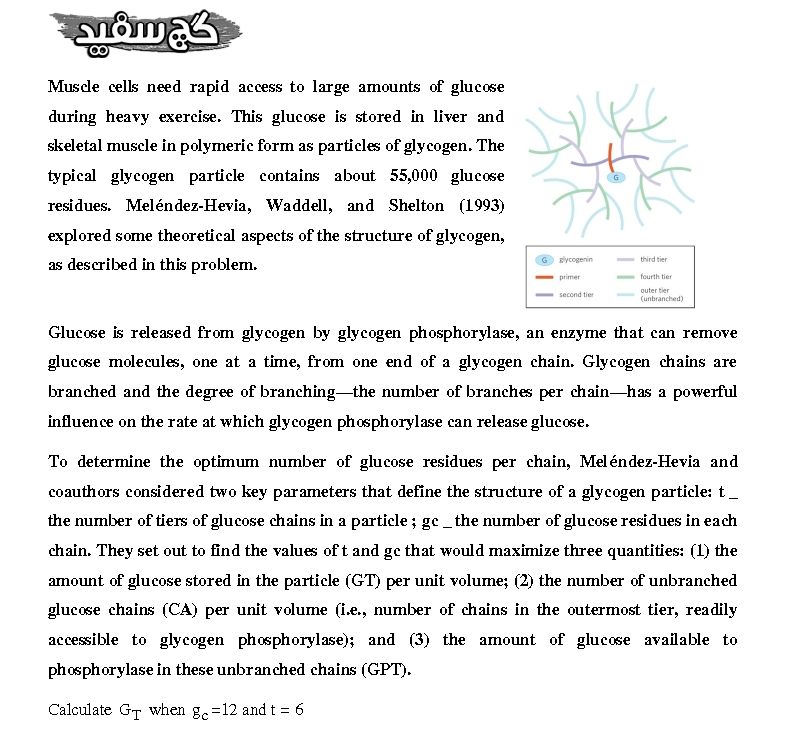 گچ سفید
Muscle cells need rapid access to large amounts of glucose
during heavy exercise. This glucose is stored in liver and
skeletal muscle in polymeric form as particles of glycogen. The
typical glycogen particle contains about 55,000 glucose
residues. Meléndez-Hevia, Waddell, and Shelton (1993)
explored some theoretical aspects of the structure of glycogen,
as described in this problem.
G
G glycogenin
primer
second tier
third tier
fourth tier
outer tier
(unbranched)
Glucose is released from glycogen by glycogen phosphorylase, an enzyme that can remove
glucose molecules, one at a time, from one end of a glycogen chain. Glycogen chains are
branched and the degree of branching—the number of branches per chain—has a powerful
influence on the rate at which glycogen phosphorylase can release glucose.
To determine the optimum number of glucose residues per chain, Meléndez-Hevia and
coauthors considered two key parameters that define the structure of a glycogen particle: t _
the number of tiers of glucose chains in a particle ; gc _ the number of glucose residues in each
chain. They set out to find the values of t and gc that would maximize three quantities: (1) the
amount of glucose stored in the particle (GT) per unit volume; (2) the number of unbranched
glucose chains (CA) per unit volume (i.e., number of chains in the outermost tier, readily
accessible to glycogen phosphorylase); and (3) the amount of glucose available to
phosphorylase in these unbranched chains (GPT).
Calculate G_T when g_c=12 and t = 6